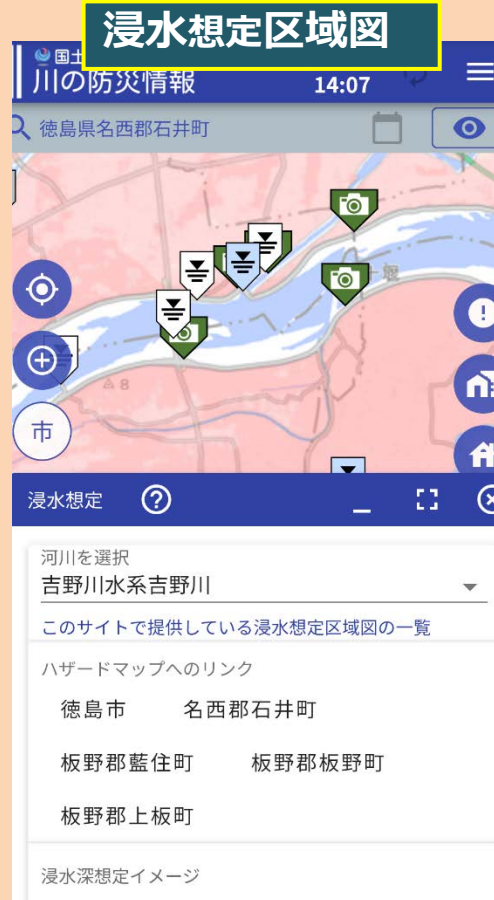 浸水想定区域図
国土
川の防災情報
14:07
徳島県名西郡石井町
堰
8
市
浸水想定
河川を選択
吉野川水系吉野川
このサイトで提供している浸水想定区域図の一覧
ハザードマップへのリンク
徳島市 名西郡石井町
板野郡藍住町 板野郡板野町
板野郡上板町
浸水深想定イメージ